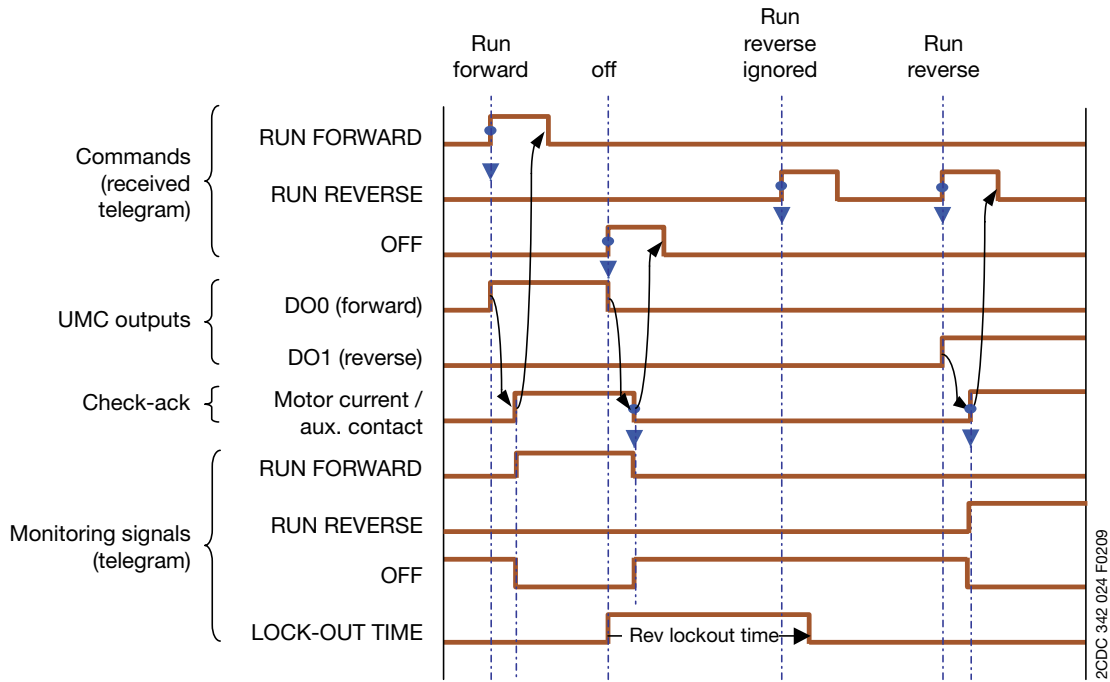 Run
forward
off
Run
reverse
ignored
Run
reverse
Commands
(received
telegram)
RUN FORWARD
RUN REVERSE
OFF
UMC outputs
DO0 (forward)
DO1 (reverse)
Check-ack
Motor current /
aux. contact
Monitoring signals
(telegram)
RUN FORWARD
RUN REVERSE
OFF
LOCK-OUT TIME
Rev lockout time
2CDC 342 024 F0209